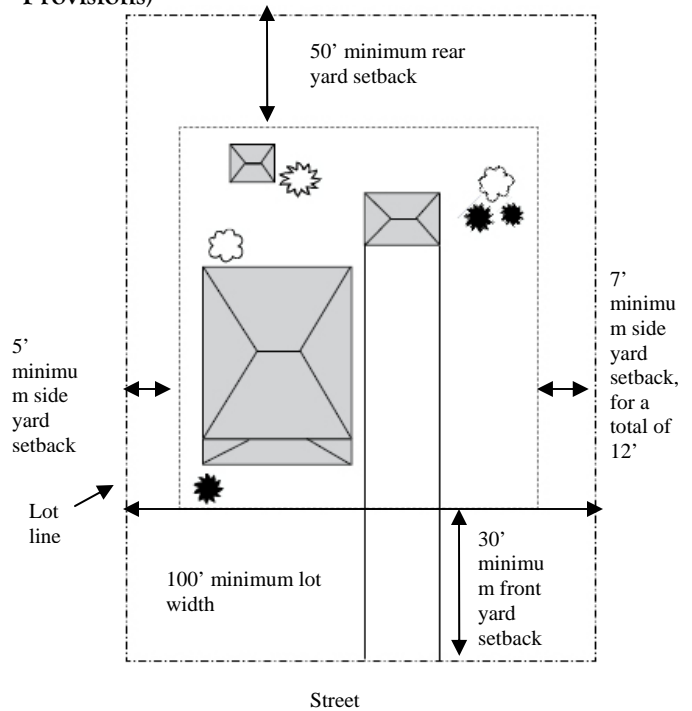 Provisions)
50’ minimum rear
yard setback
7’
minimu
m side
yard
setback,
for a
total of
12’
5’
minimu
m side
yard
setback
Lot
line
30’
minimu
m front
yard
setback
100’ minimum lot
width
Street